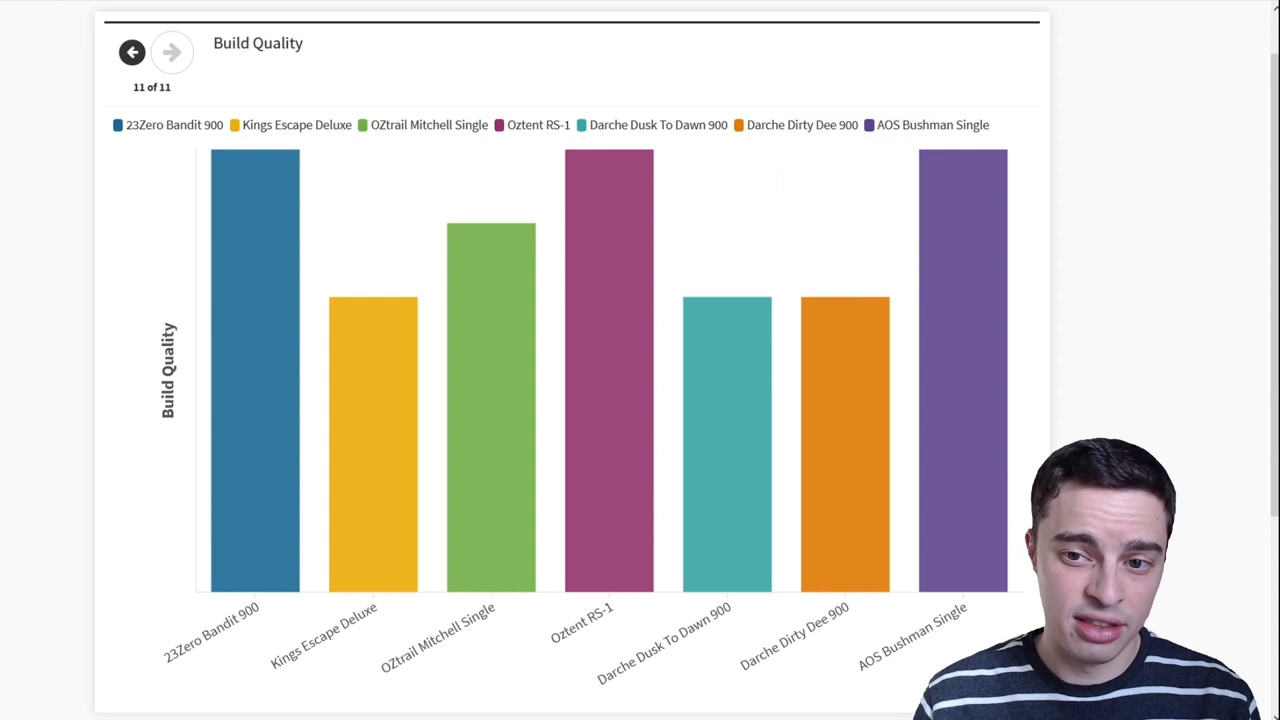 Build Quality
11 of 11
23Zero Bandit 900 Kings Escape Deluxe OZtrail Mitchell Single Oztent RS-1 Darche Dusk To Dawn 900 Darche Dirty Dee 900 AOS Bushman Single
Build Quality
23Zero Bandit 900
Kings Escape Deluxe
OZtrail Mitchell Single
Oztent RS-1
Darche Dusk To Dawn 900
Darche Dirty Dee 900
AOS Bushman Single